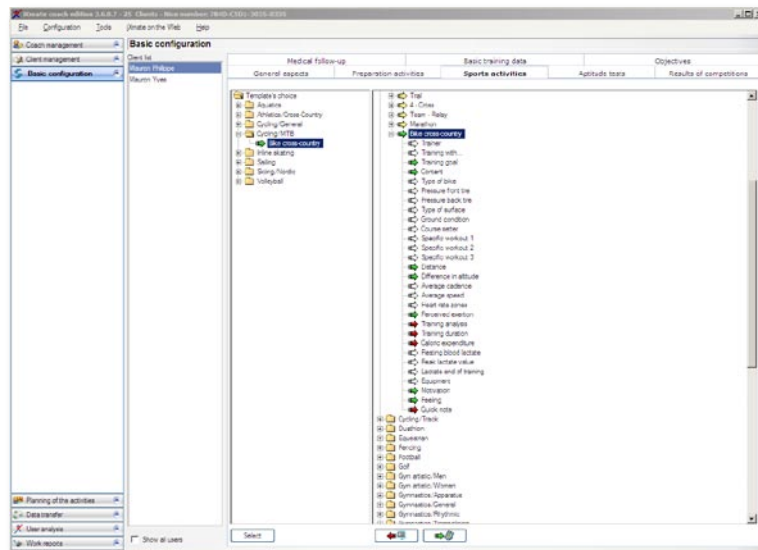 File Configuration Tools Xtrate on the Web Help
Coach management
Client management
Basic configuration
Planning of the activities
Data transfer
User analysis
Work reports
Basic configuration
Client list
Mauron Philippe
Mauron Yves
Show all users
Medical follow-up Basic training data Objectives
General aspects Preparation activities Sports activities Aptitude tests Results of competitions
Template's choice
Aquatics
Athletics/Cross Country
Cycling/General
Cycling/MTB
Bike cross-country
Inline skating
Sailing
Skiing/Nordic
Volleyball
Select
Trial
4 - Cross
Team - Relay
Marathon
Bike cross-country
Trainer
Training with...
Training goal
Content
Type of bike
Pressure front tire
Pressure back tire
Type of surface
Ground condition
Course setter
Specific workout 1
Specific workout 2
Specific workout 3
Distance
Difference in altitude
Average cadence
Average speed
Heart rate zones
Perceived exertion
Training analysis
Training duration
Caloric expenditure
Resting blood lactate
Peak lactate value
Lactate end of training
Equipment
Motivation
Feeling
Quick note
Cycling/Track
Duathlon
Equestrian
Fencing
Football
Golf
Gym artistic/Men
Gym artistic/Women
Gymnastics/Apparatus
Gymnastics/General
Gymnastics/Rhythmic